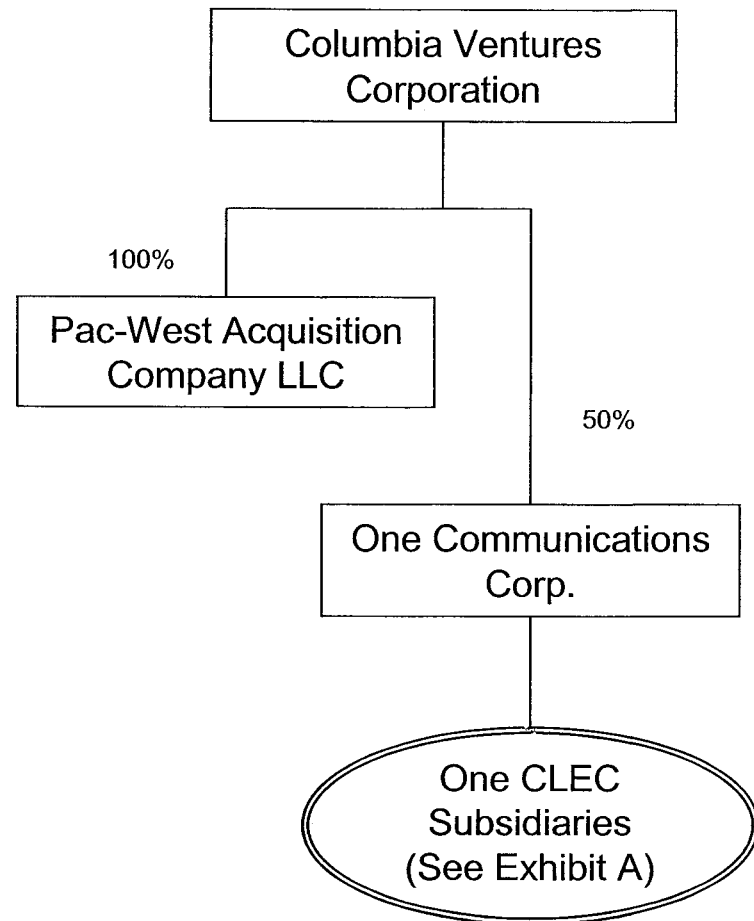 Columbia Ventures
Corporation
100%
Pac-West Acquisition
Company LLC
50%
One Communications
Corp.
One CLEC
Subsidiaries
(See Exhibit A)